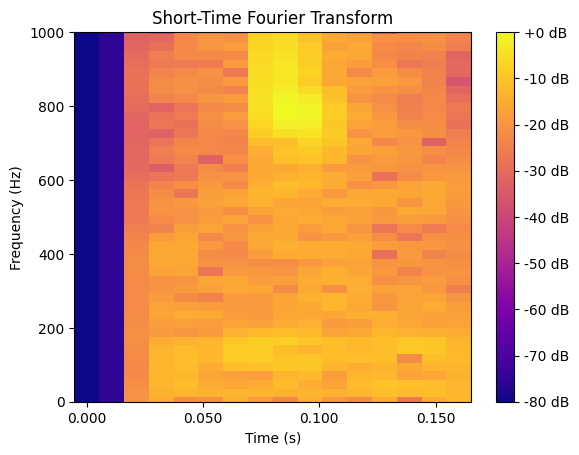 Short-Time Fourier Transform
1000
800
600
400
200
0
Frequency (Hz)
0.000
0.050
0.100
0.150
Time (s)
+0 dB
-10 dB
-20 dB
-30 dB
-40 dB
-50 dB
-60 dB
-70 dB
-80 dB